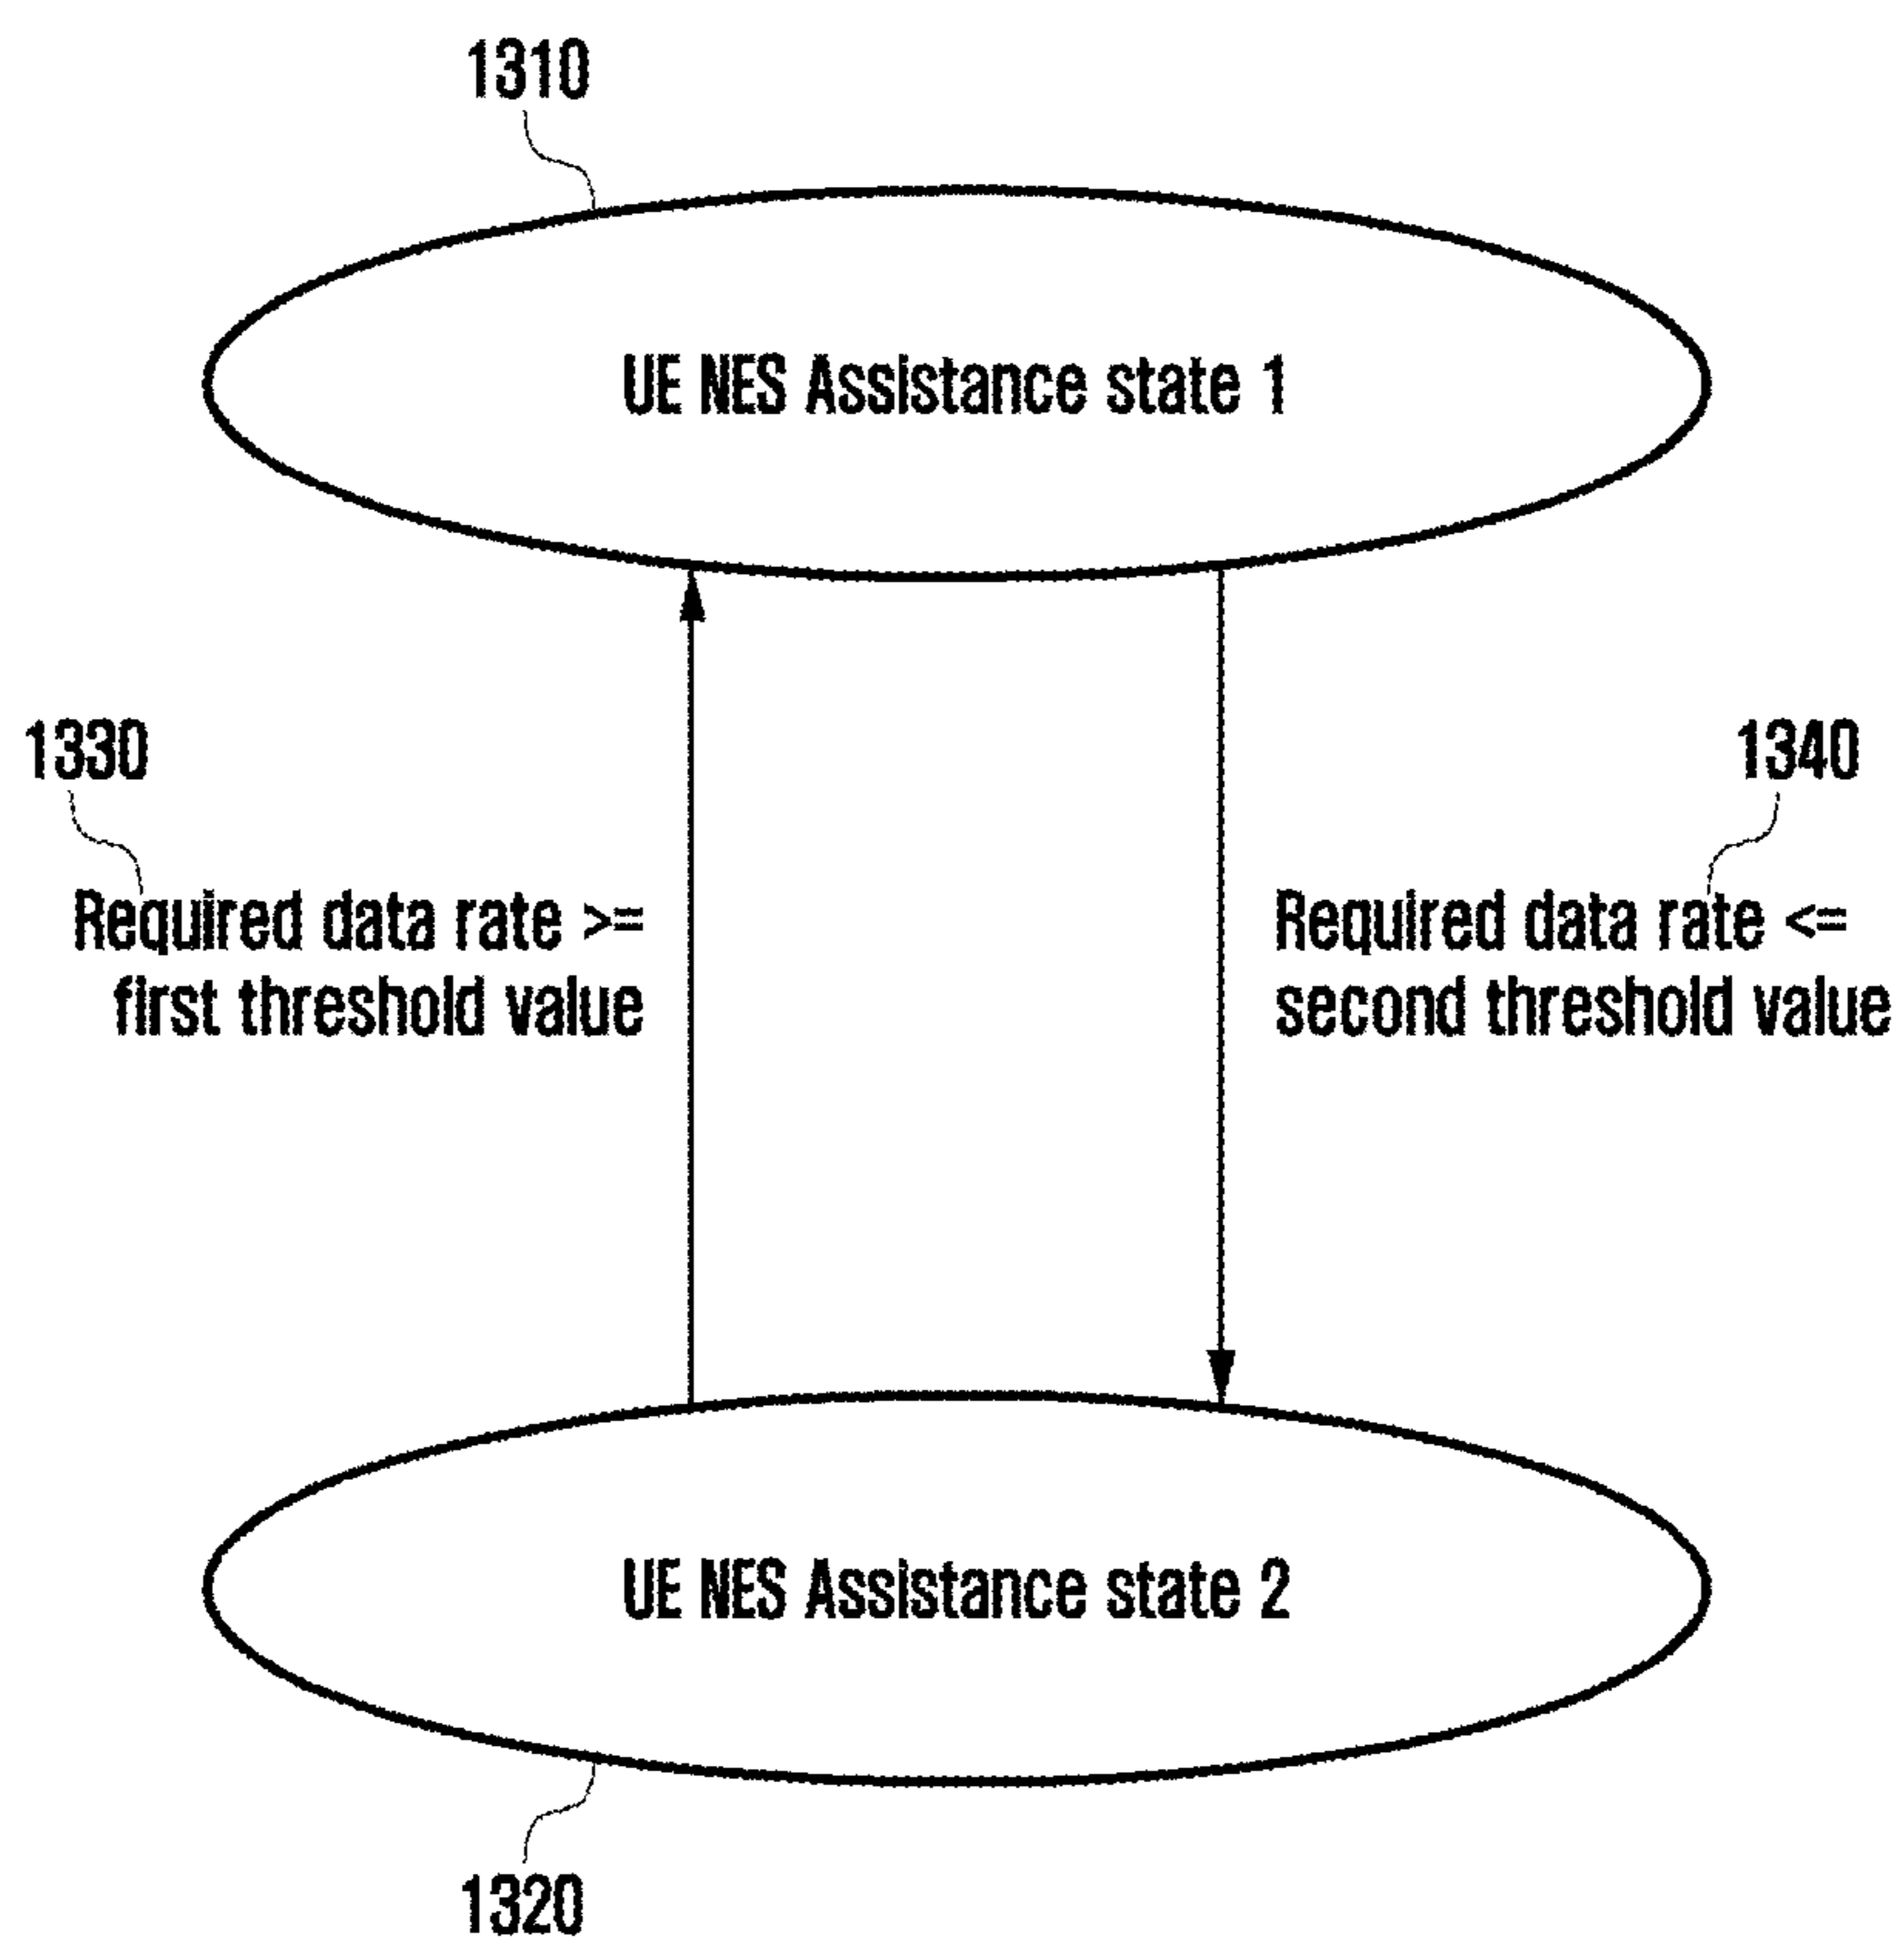 1310
UE NES Assistance state 1
1330
1340
Required data rate >=
first threshold value
Required data rate <=
second threshold value
UE NES Assistance state 2
1320